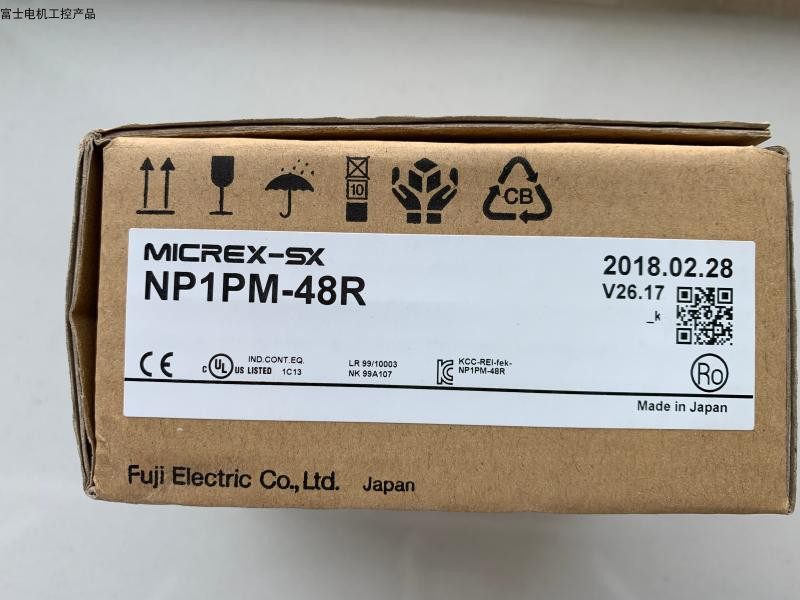 富士电机工控产品
10
CB
MICREX-SX
NP1PM-48R
2018.02.28
V26.17
_k
CE
C UL US LISTED
IND.CONT.EQ.
1C13
LR 99/10003
NK 99A107
KCC-REI-fek-
NP1PM-48R
Ro
Made in Japan
Fuji Electric Co.,Ltd. Japan